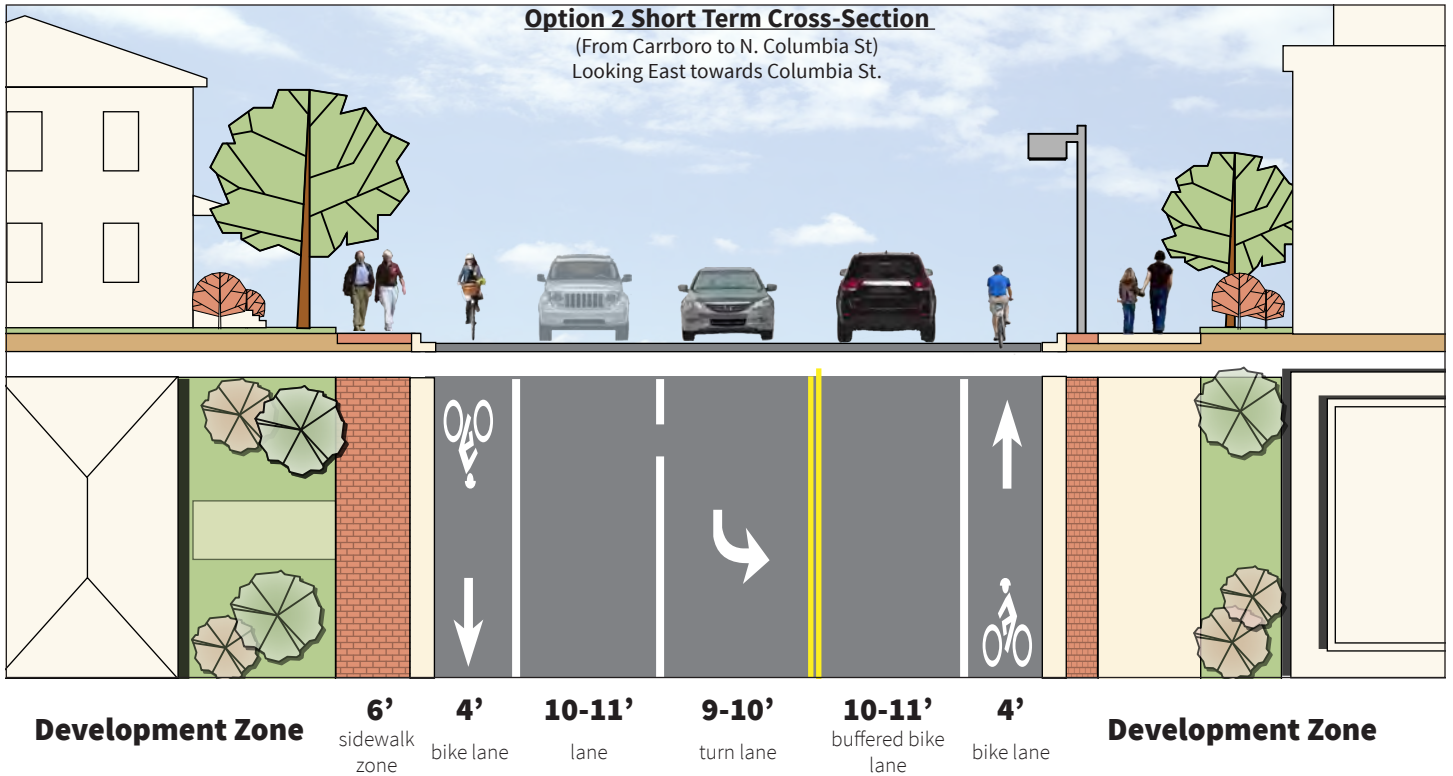 Option 2 Short Term Cross-Section
(From Carrboro to N. Columbia St)
Looking East towards Columbia St.
Development Zone
6’
sidewalk
zone
4’
bike lane
10-11’
lane
9-10’
turn lane
10-11’
buffered bike
lane
4’
bike lane
Development Zone